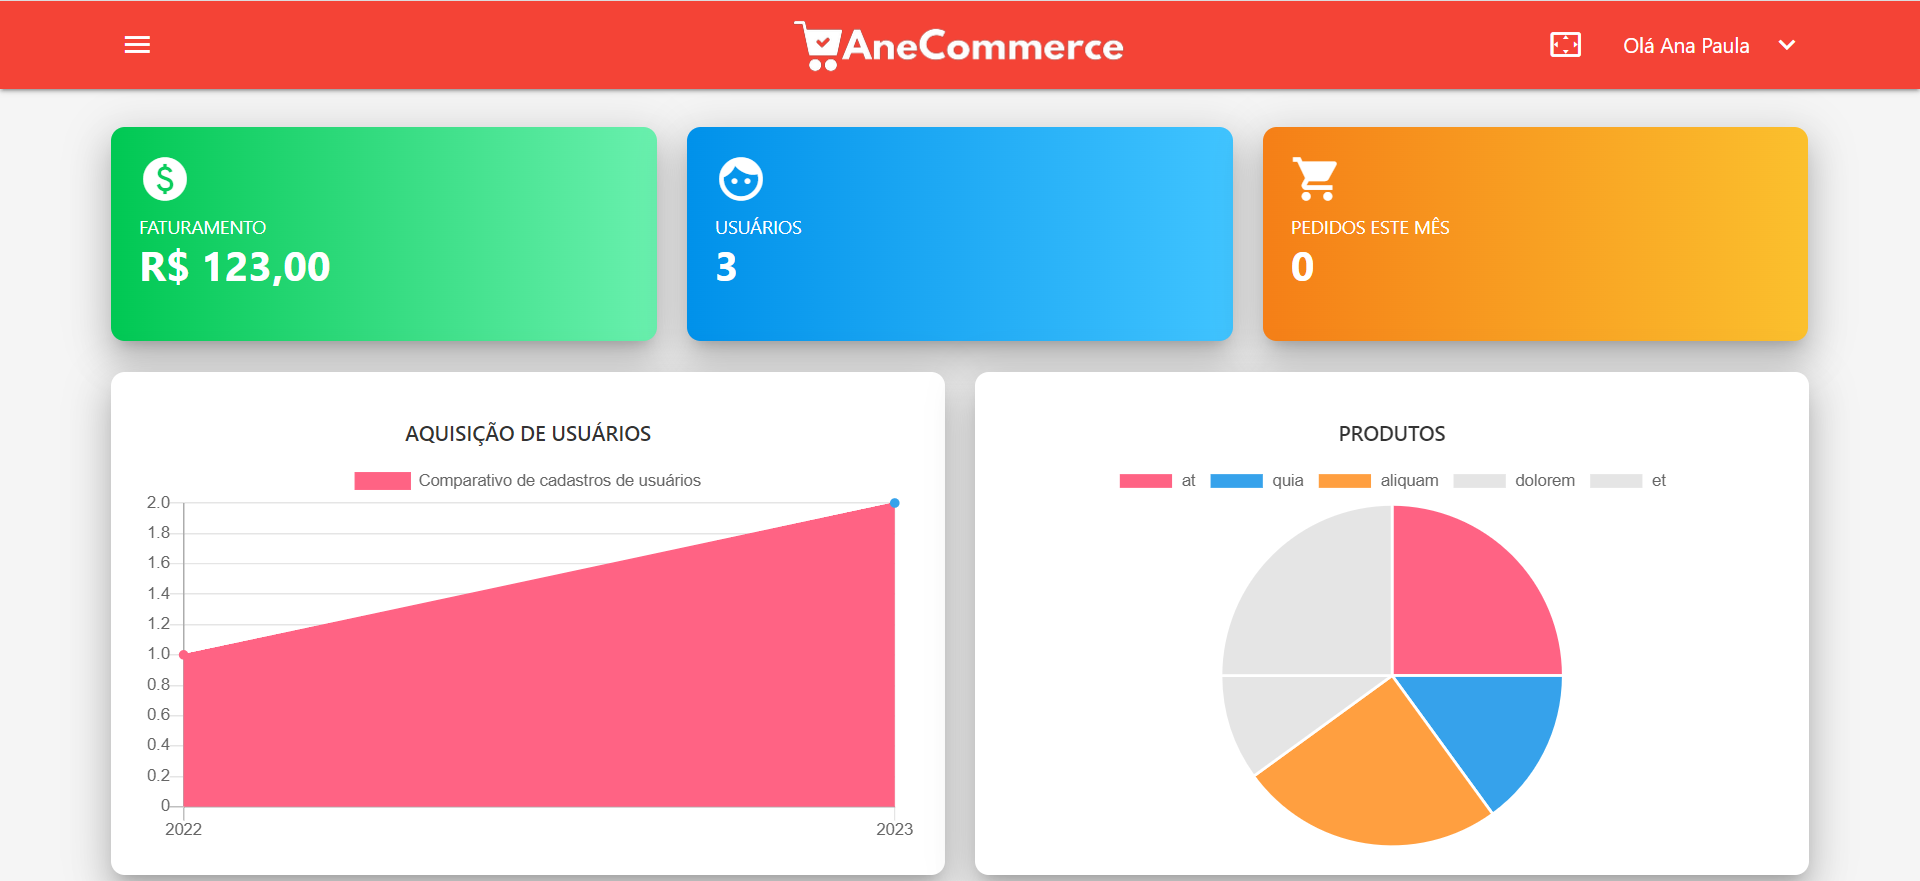 AneCommerce
Olá Ana Paula
$
FATURAMENTO
R$ 123,00
USUÁRIOS
3
PEDIDOS ESTE MÊS
0
AQUISIÇÃO DE USUÁRIOS
Comparativo de cadastros de usuários
2.0
1.8
1.6
1.4
1.2
1.0
0.8
0.6
0.4
0.2
0
2022 2023
PRODUTOS
at quia aliquam dolorem et